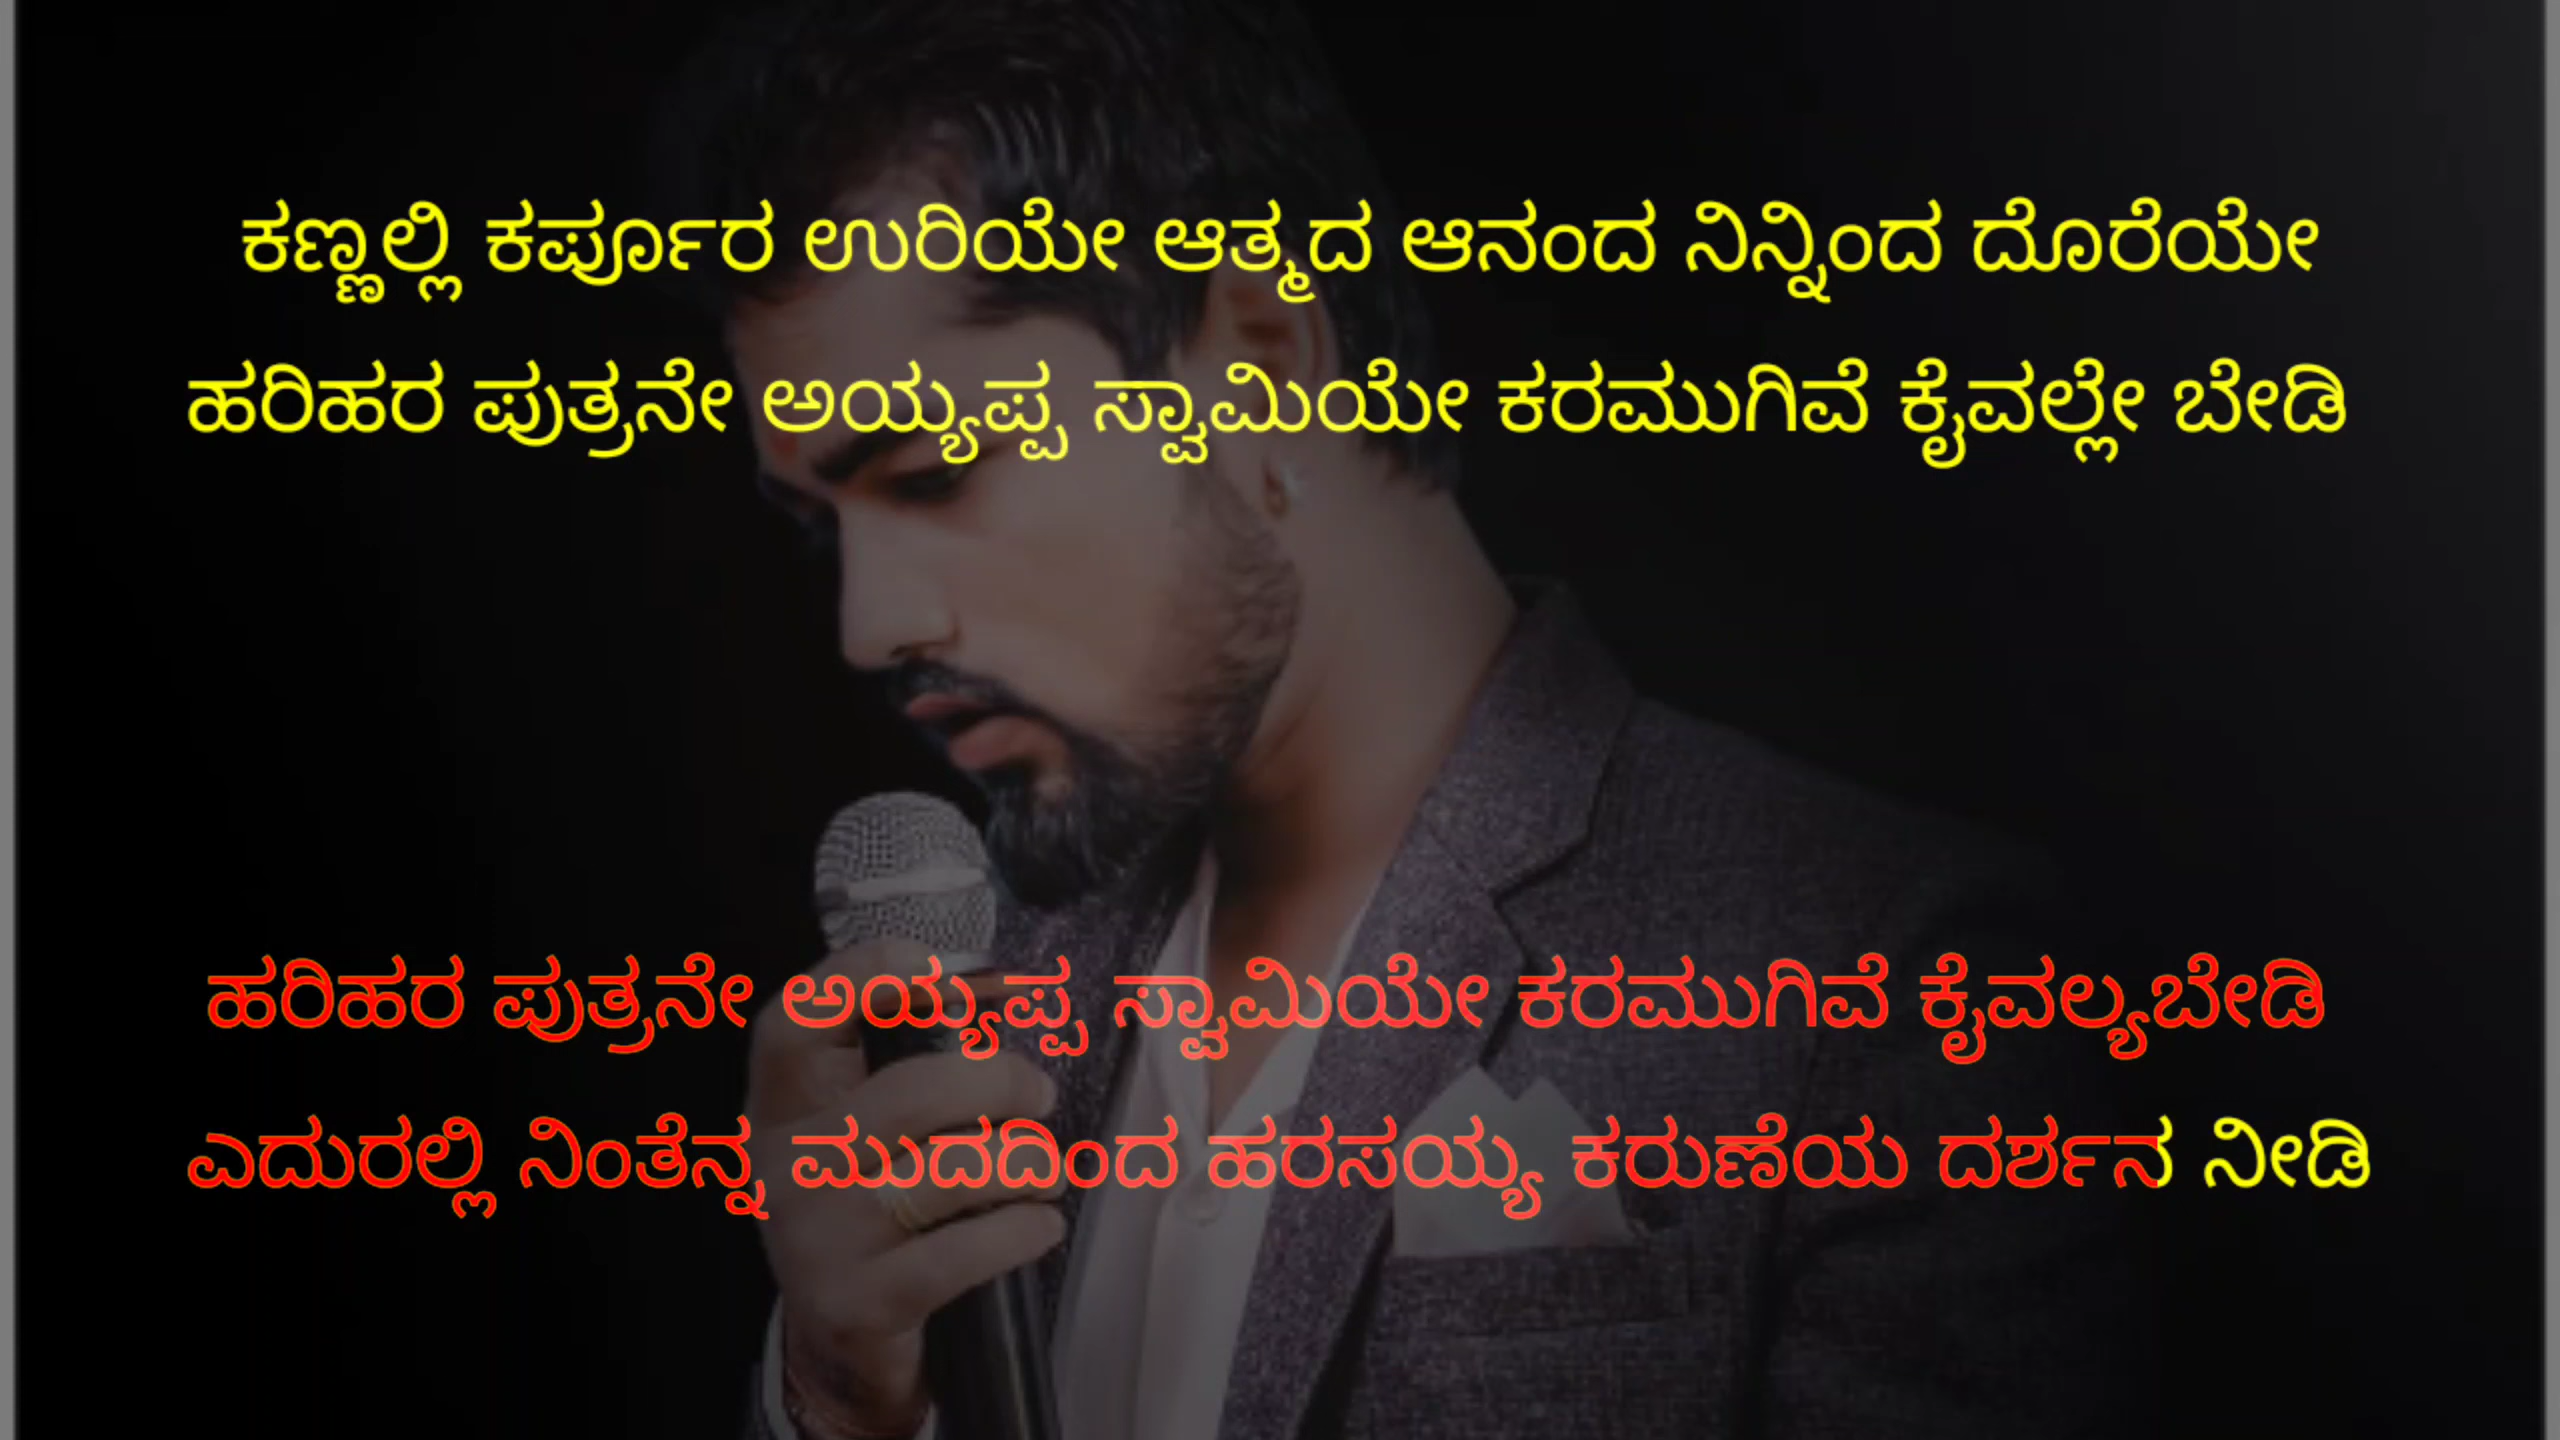 ಕಣ್ಣಲ್ಲಿ ಕರ್ಪೂರ ಉರಿಯೇ ಆತ್ಮದ ಆನಂದ ನಿನ್ನಿಂದ ದೊರೆಯೇ
ಹರಿಹರ ಪುತ್ರನೇ ಅಯ್ಯಪ್ಪ ಸ್ವಾಮಿಯೇ ಕರಮುಗಿವೆ ಕೈವಲ್ಲೇ ಬೇಡಿ
ಹರಿಹರ ಪುತ್ರನೇ ಅಯ್ಯಪ್ಪ ಸ್ವಾಮಿಯೇ ಕರಮುಗಿವೆ ಕೈವಲ್ಯಬೇಡಿ
ಎದುರಲ್ಲಿ ನಿಂತೆನ್ನ ಮುದದಿಂದ ಹರಸಯ್ಯ ಕರುಣೆಯ ದರ್ಶನ ನೀಡಿ